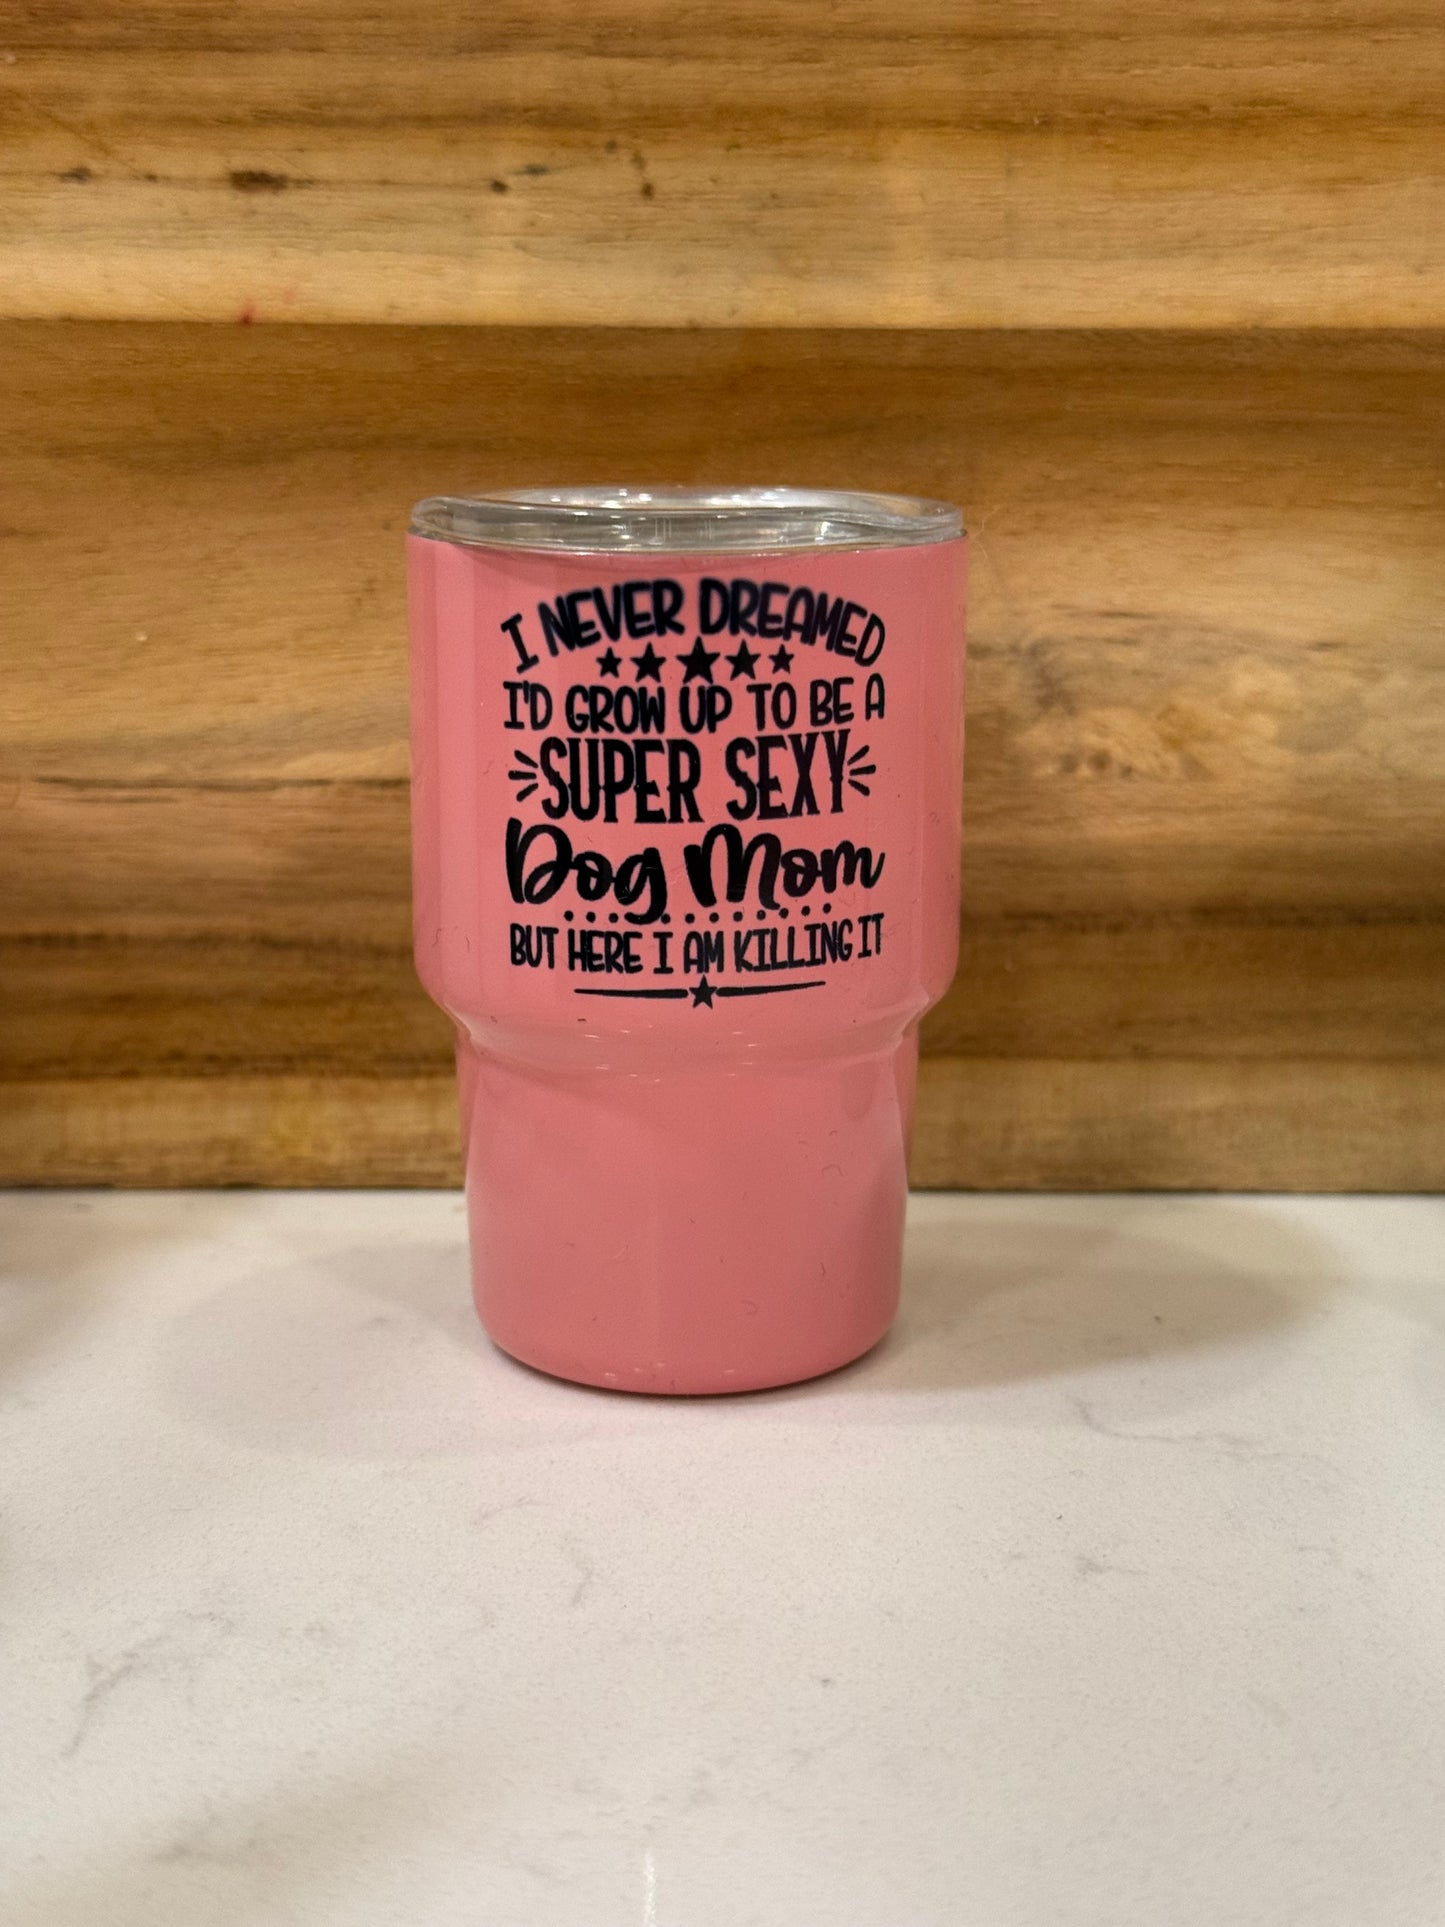 I NEVER DREAMED
I'D GROW UP TO BE A
SUPER SEXY
Dog Mom
BUT HERE I AM KILLING IT